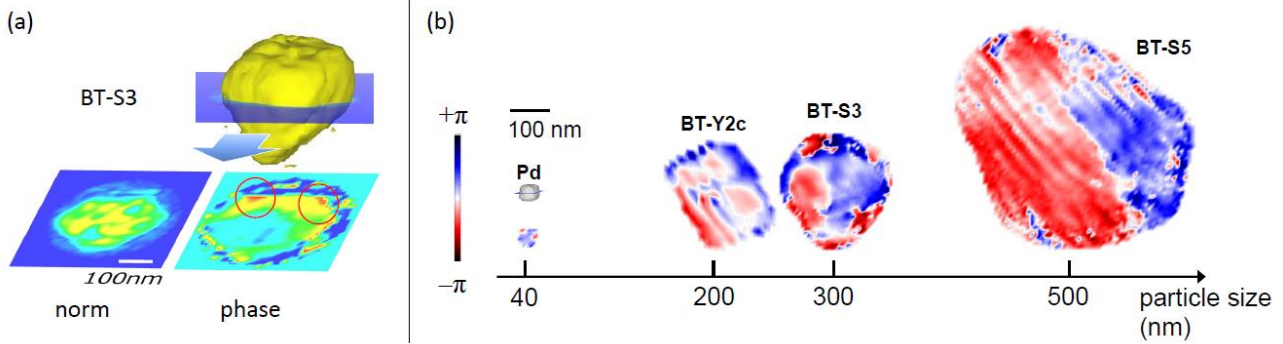 (a)
BT-S3
100nm
norm
phase
(b)
+π
−π
100 nm
Pd
BT-Y2c
BT-S3
BT-S5
40
200
300
500
particle size
(nm)